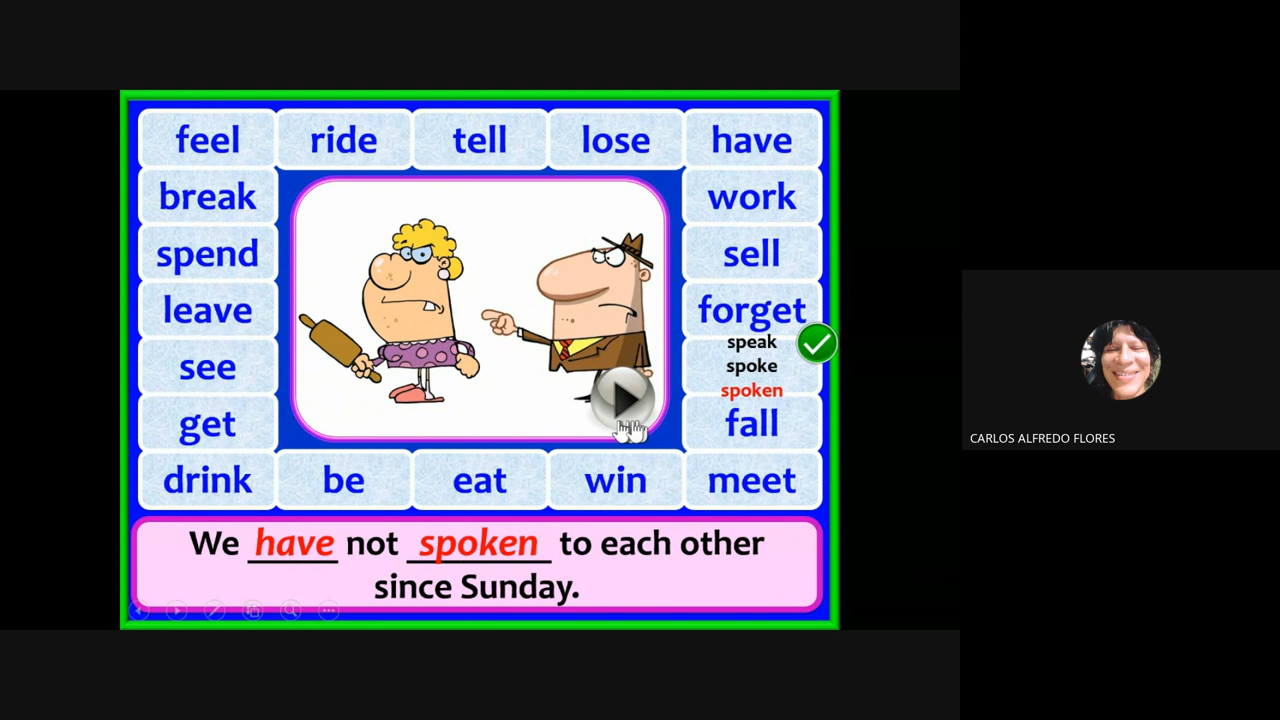 feel ride tell lose have
break work
spend sell
leave forget
speak
spoke
see
spoken
get fall
drink be eat win meet
We have not spoken to each other
since Sunday.
CARLOS ALFREDO FLORES